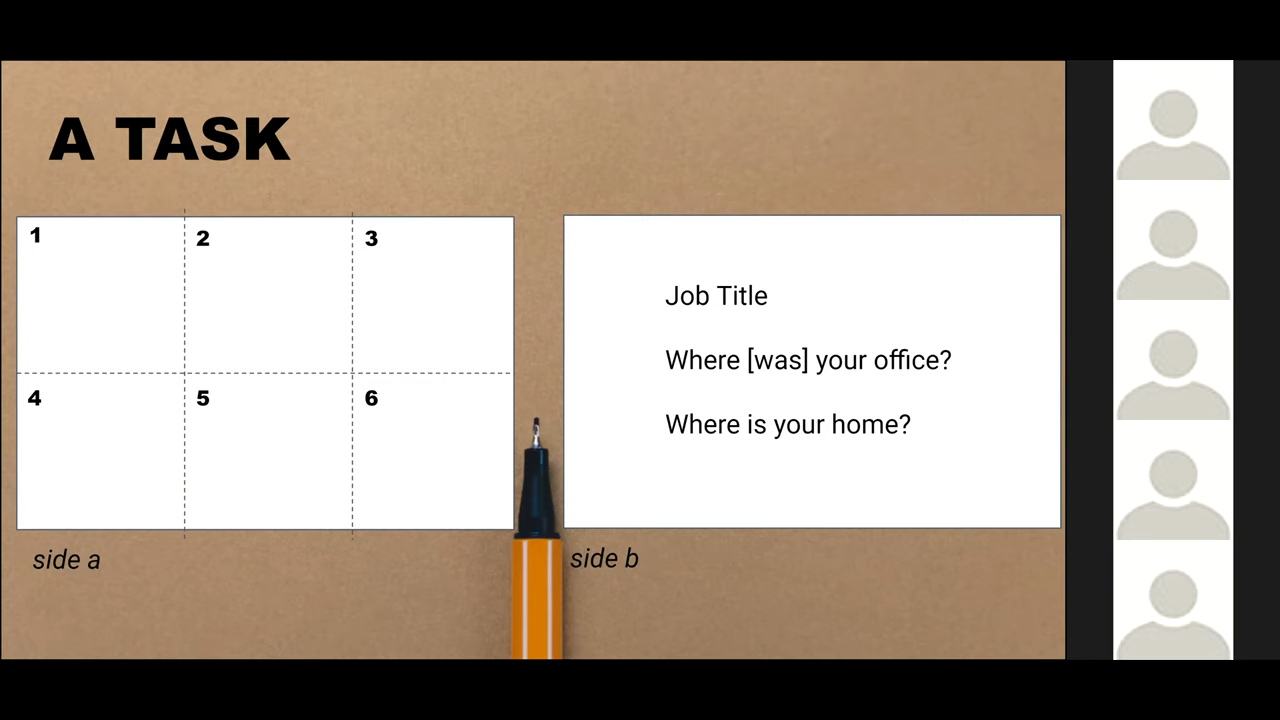 A TASK
1
2
3
4
5
6
side a
Job Title
Where [was] your office?
Where is your home?
side b